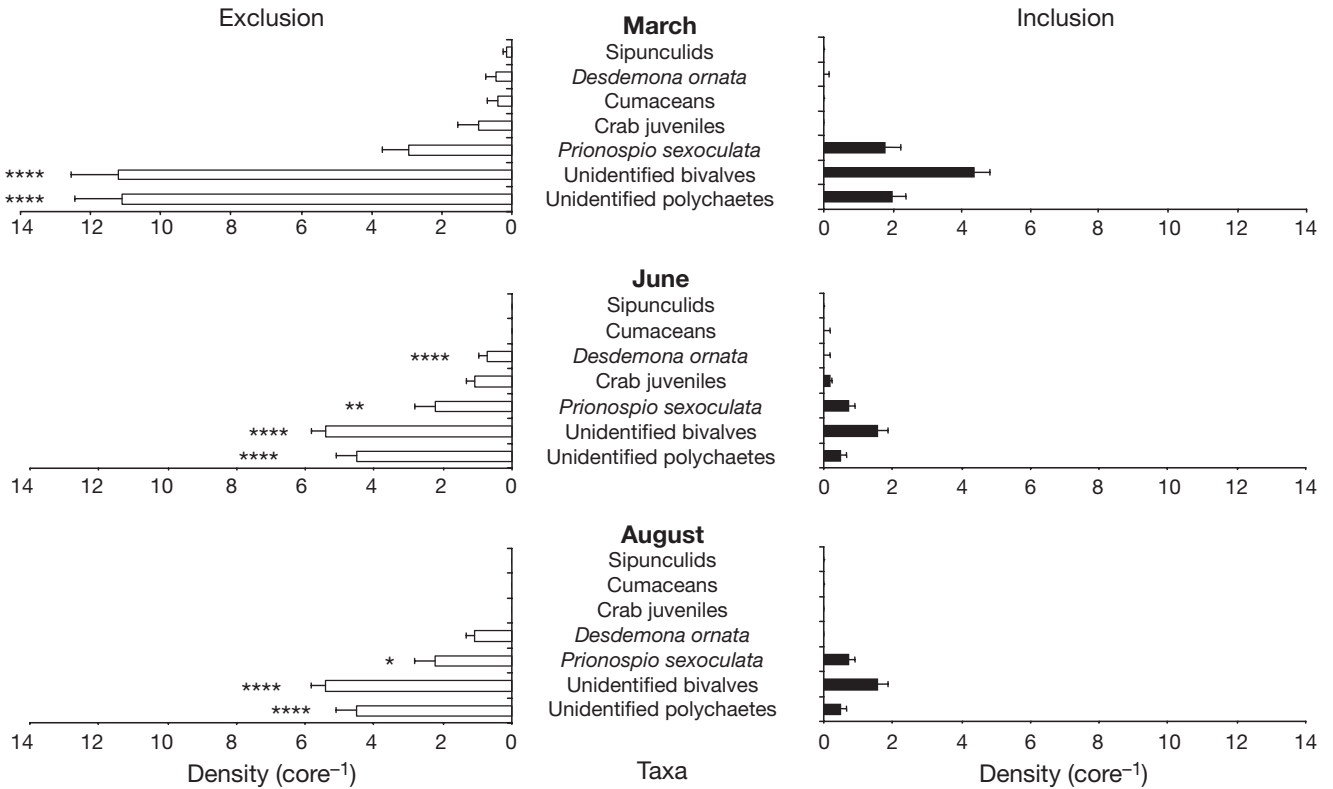 Exclusion
Inclusion
March
Sipunculids
Desdemona ornata
Cumaceans
Crab juveniles
Prionospio sexoculata
**** Unidentified bivalves
**** Unidentified polychaetes
14 12 10 8 6 4 2 0
0 2 4 6 8 10 12 14
June
Sipunculids
Cumaceans
**** Desdemona ornata
Crab juveniles
** Prionospio sexoculata
**** Unidentified bivalves
**** Unidentified polychaetes
14 12 10 8 6 4 2 0
0 2 4 6 8 10 12 14
August
Sipunculids
Cumaceans
Crab juveniles
Desdemona ornata
* Prionospio sexoculata
**** Unidentified bivalves
**** Unidentified polychaetes
14 12 10 8 6 4 2 0
0 2 4 6 8 10 12 14
Density (core⁻¹)
Taxa
Density (core⁻¹)